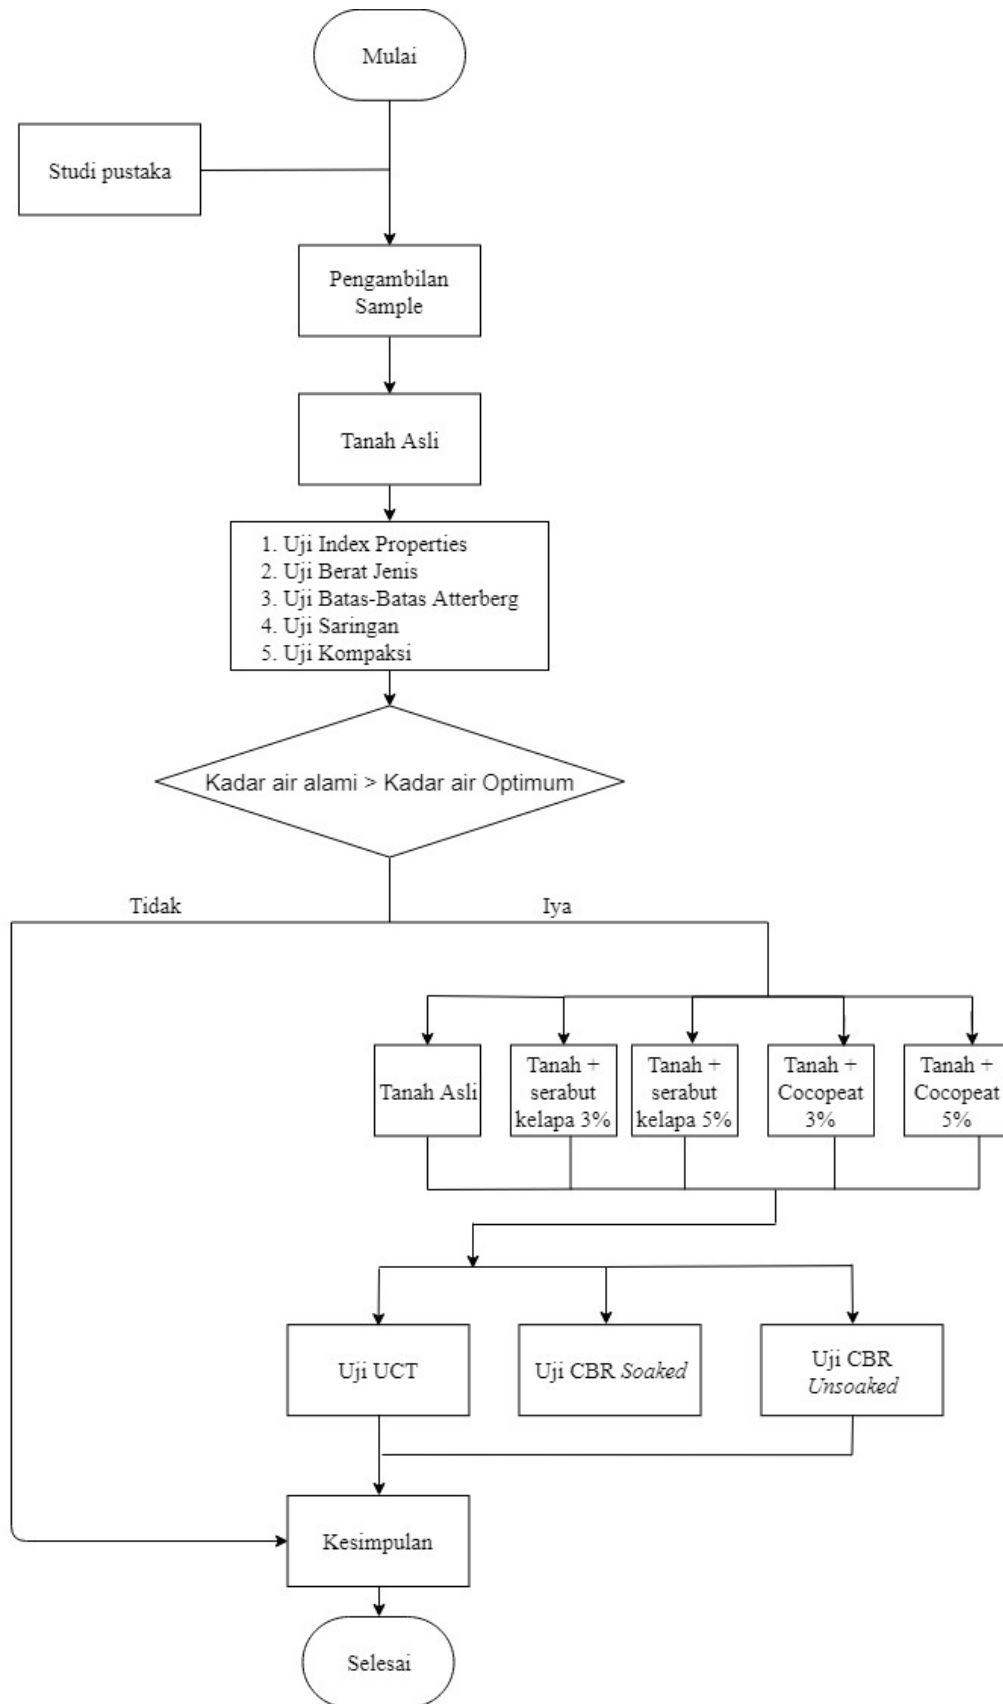 Mulai
Studi pustaka
Pengambilan
Sample
Tanah Asli
1. Uji Index Properties
2. Uji Berat Jenis
3. Uji Batas-Batas Atterberg
4. Uji Saringan
5. Uji Kompaksi
Kadar air alami > Kadar air Optimum
Tidak
Iya
Tanah Asli
Tanah +
serabut
kelapa 3%
Tanah +
serabut
kelapa 5%
Tanah +
Cocopeat
3%
Tanah +
Cocopeat
5%
Uji UCT
Uji CBR Soaked
Uji CBR
Unsoaked
Kesimpulan
Selesai